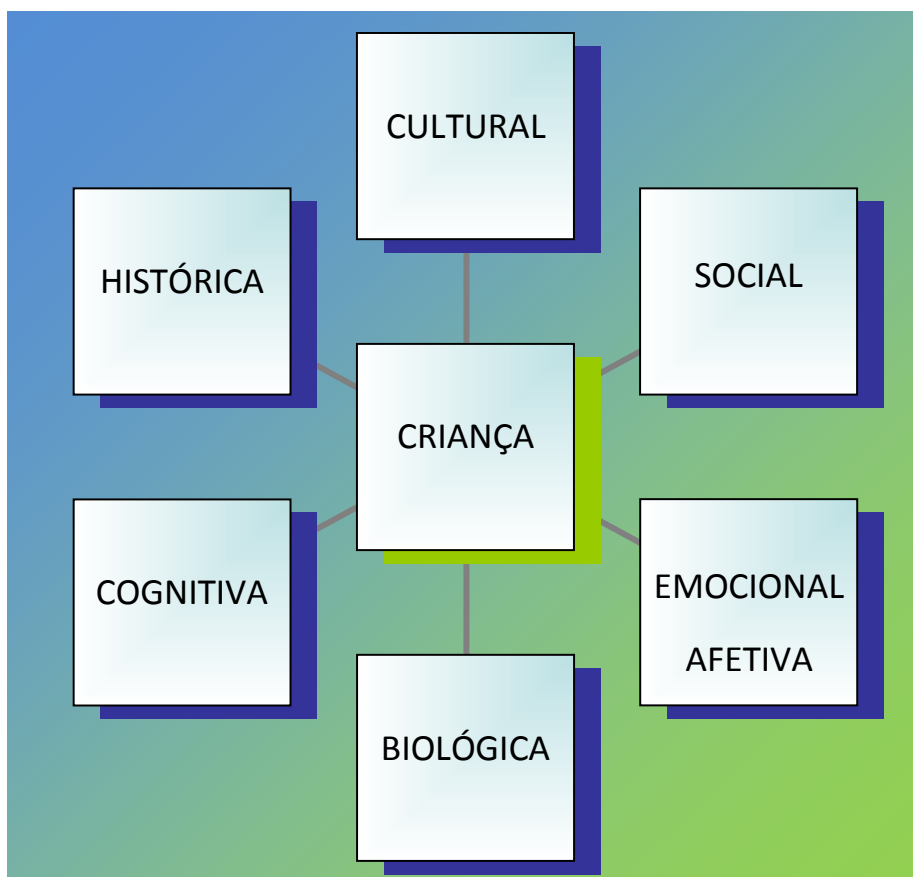 CULTURAL
HISTÓRICA
SOCIAL
CRIANÇA
COGNITIVA
EMOCIONAL
AFETIVA
BIOLÓGICA